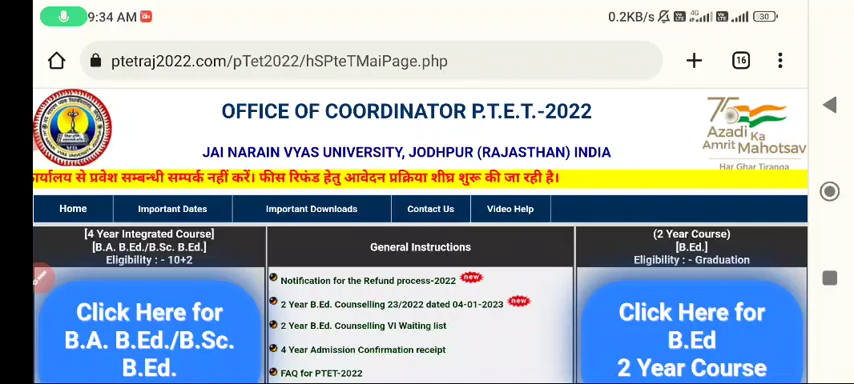 9:34 AM
0.2KB/s 4G 30
ptetraj2022.com/pTet2022/hSPteTMaiPage.php
16
OFFICE OF COORDINATOR P.T.E.T.-2022
JAI NARAIN VYAS UNIVERSITY, JODHPUR (RAJASTHAN) INDIA
75
Azadi Ka
Amrit Mahotsav
Har Ghar Tiranga
कार्यालय से प्रवेश सम्बन्धी सम्पर्क नहीं करें। फीस रिफंड हेतु आवेदन प्रक्रिया शीघ्र शुरू की जा रही है।
Home Important Dates Important Downloads Contact Us Video Help
[4 Year Integrated Course]
[B.A. B.Ed./B.Sc. B.Ed.]
Eligibility : - 10+2
Click Here for
B.A. B.Ed./B.Sc.
B.Ed.
General Instructions
Notification for the Refund process-2022 new
2 Year B.Ed. Counselling 23/2022 dated 04-01-2023 new
2 Year B.Ed. Counselling VI Waiting list
4 Year Admission Confirmation receipt
FAQ for PTET-2022
(2 Year Course)
[B.Ed.]
Eligibility : - Graduation
Click Here for
B.Ed
2 Year Course